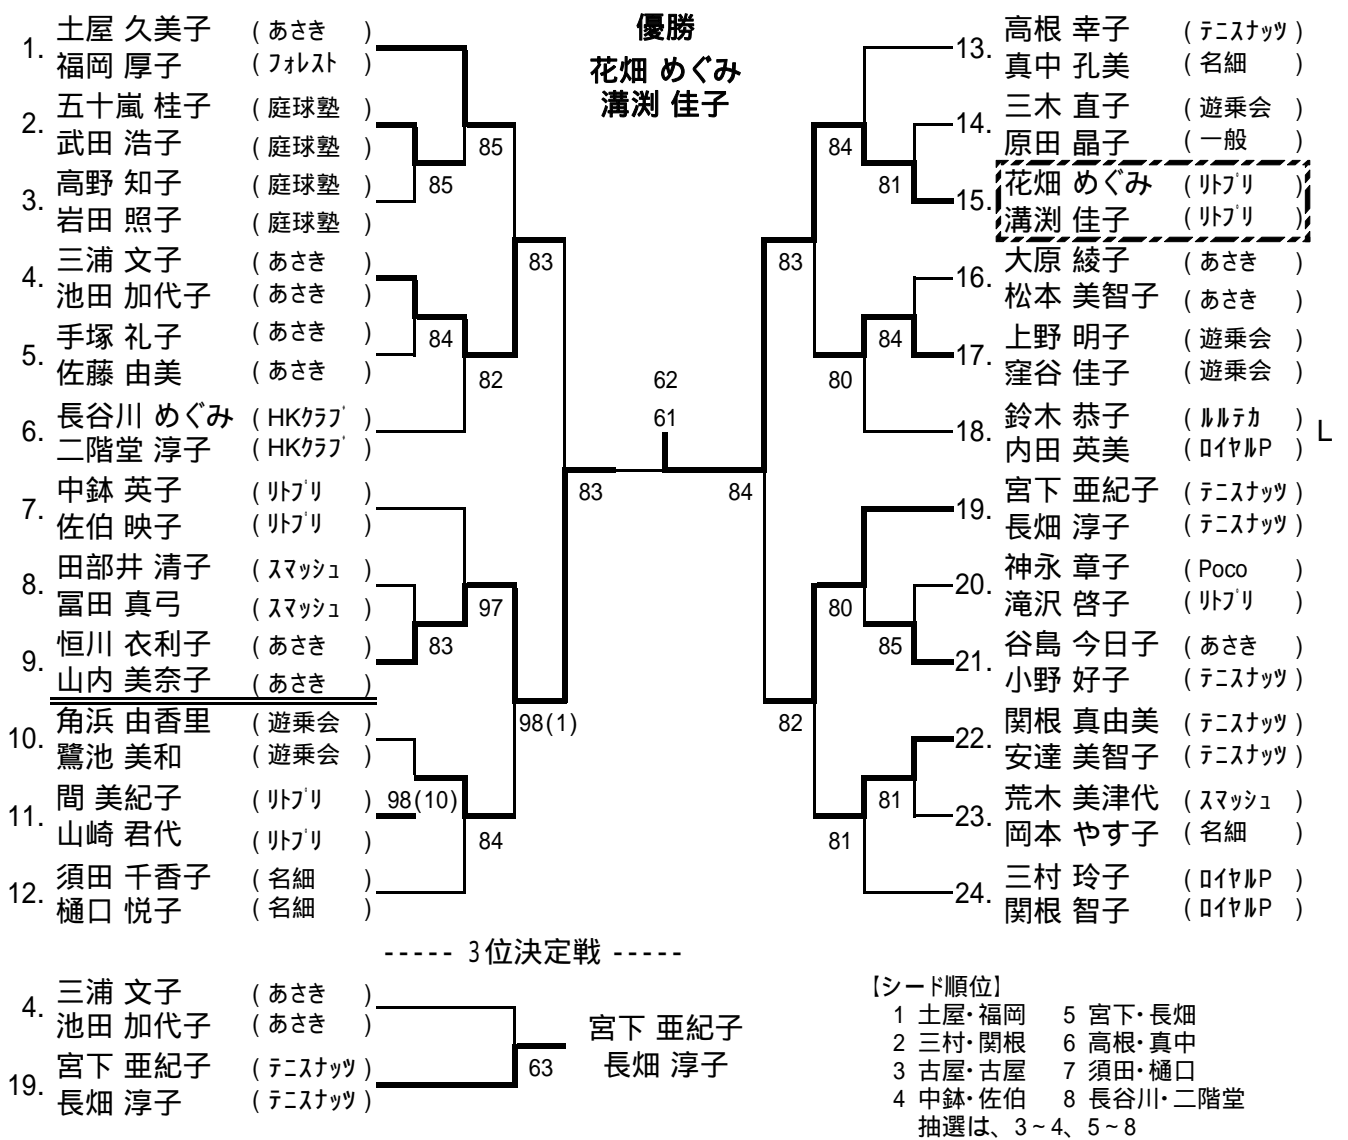 優勝
花畑 めぐみ
溝渕 佳子
1. 土屋 久美子 (あさき)
福岡 厚子 (フォレスト)
2. 五十嵐 桂子 (庭球塾)
武田 浩子 (庭球塾)
3. 高野 知子 (庭球塾)
岩田 照子 (庭球塾)
4. 三浦 文子 (あさき)
池田 加代子 (あさき)
5. 手塚 礼子 (あさき)
佐藤 由美 (あさき)
6. 長谷川 めぐみ (HKクラブ)
二階堂 淳子 (HKクラブ)
7. 中鉢 英子 (リトプリ)
佐伯 映子 (リトプリ)
8. 田部井 清子 (スマッシュ)
冨田 真弓 (スマッシュ)
9. 恒川 衣利子 (あさき)
山内 美奈子 (あさき)
10. 角浜 由香里 (遊乗会)
鷺池 美和 (遊乗会)
11. 間 美紀子 (リトプリ)
山崎 君代 (リトプリ)
12. 須田 千香子 (名細)
樋口 悦子 (名細)
85
85
84
82
83
83
97
98(10)
84
98(1)
83
62
61
84
83
82
84
81
84
80
80
85
81
81
13. 高根 幸子 (テニスナッツ)
真中 孔美 (名細)
14. 三木 直子 (遊乗会)
原田 晶子 (一般)
15. 花畑 めぐみ (リトプリ)
溝渕 佳子 (リトプリ)
16. 大原 綾子 (あさき)
松本 美智子 (あさき)
17. 上野 明子 (遊乗会)
窪谷 佳子 (遊乗会)
18. 鈴木 恭子 (ルルテカ) L
内田 英美 (ロイヤルP)
19. 宮下 亜紀子 (テニスナッツ)
長畑 淳子 (テニスナッツ)
20. 神永 章子 (Poco)
滝沢 啓子 (リトプリ)
21. 谷島 今日子 (あさき)
小野 好子 (テニスナッツ)
22. 関根 真由美 (テニスナッツ)
安達 美智子 (テニスナッツ)
23. 荒木 美津代 (スマッシュ)
岡本 やす子 (名細)
24. 三村 玲子 (ロイヤルP)
関根 智子 (ロイヤルP)
----- 3位決定戦 -----
4. 三浦 文子 (あさき)
池田 加代子 (あさき)
19. 宮下 亜紀子 (テニスナッツ)
長畑 淳子 (テニスナッツ)
63
宮下 亜紀子
長畑 淳子
【シード順位】
1 土屋・福岡 5 宮下・長畑
2 三村・関根 6 高根・真中
3 古屋・古屋 7 須田・樋口
4 中鉢・佐伯 8 長谷川・二階堂
抽選は、3~4、5~8